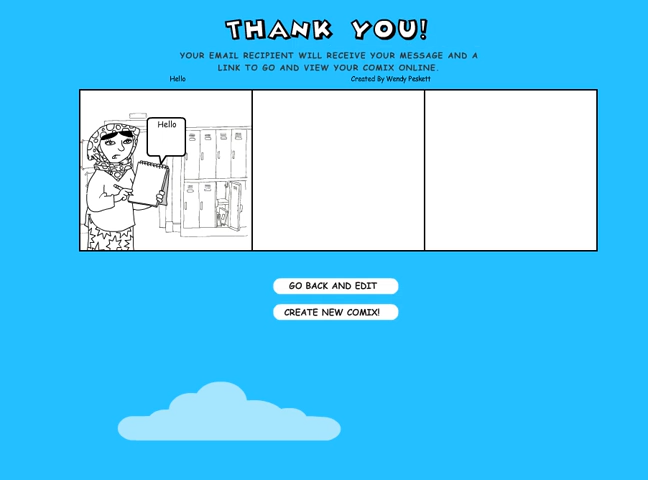 THANK YOU!
YOUR EMAIL RECIPIENT WILL RECEIVE YOUR MESSAGE AND A
LINK TO GO AND VIEW YOUR COMIX ONLINE.
Hello Created By Wendy Peskett
Hello
GO BACK AND EDIT
CREATE NEW COMIX!